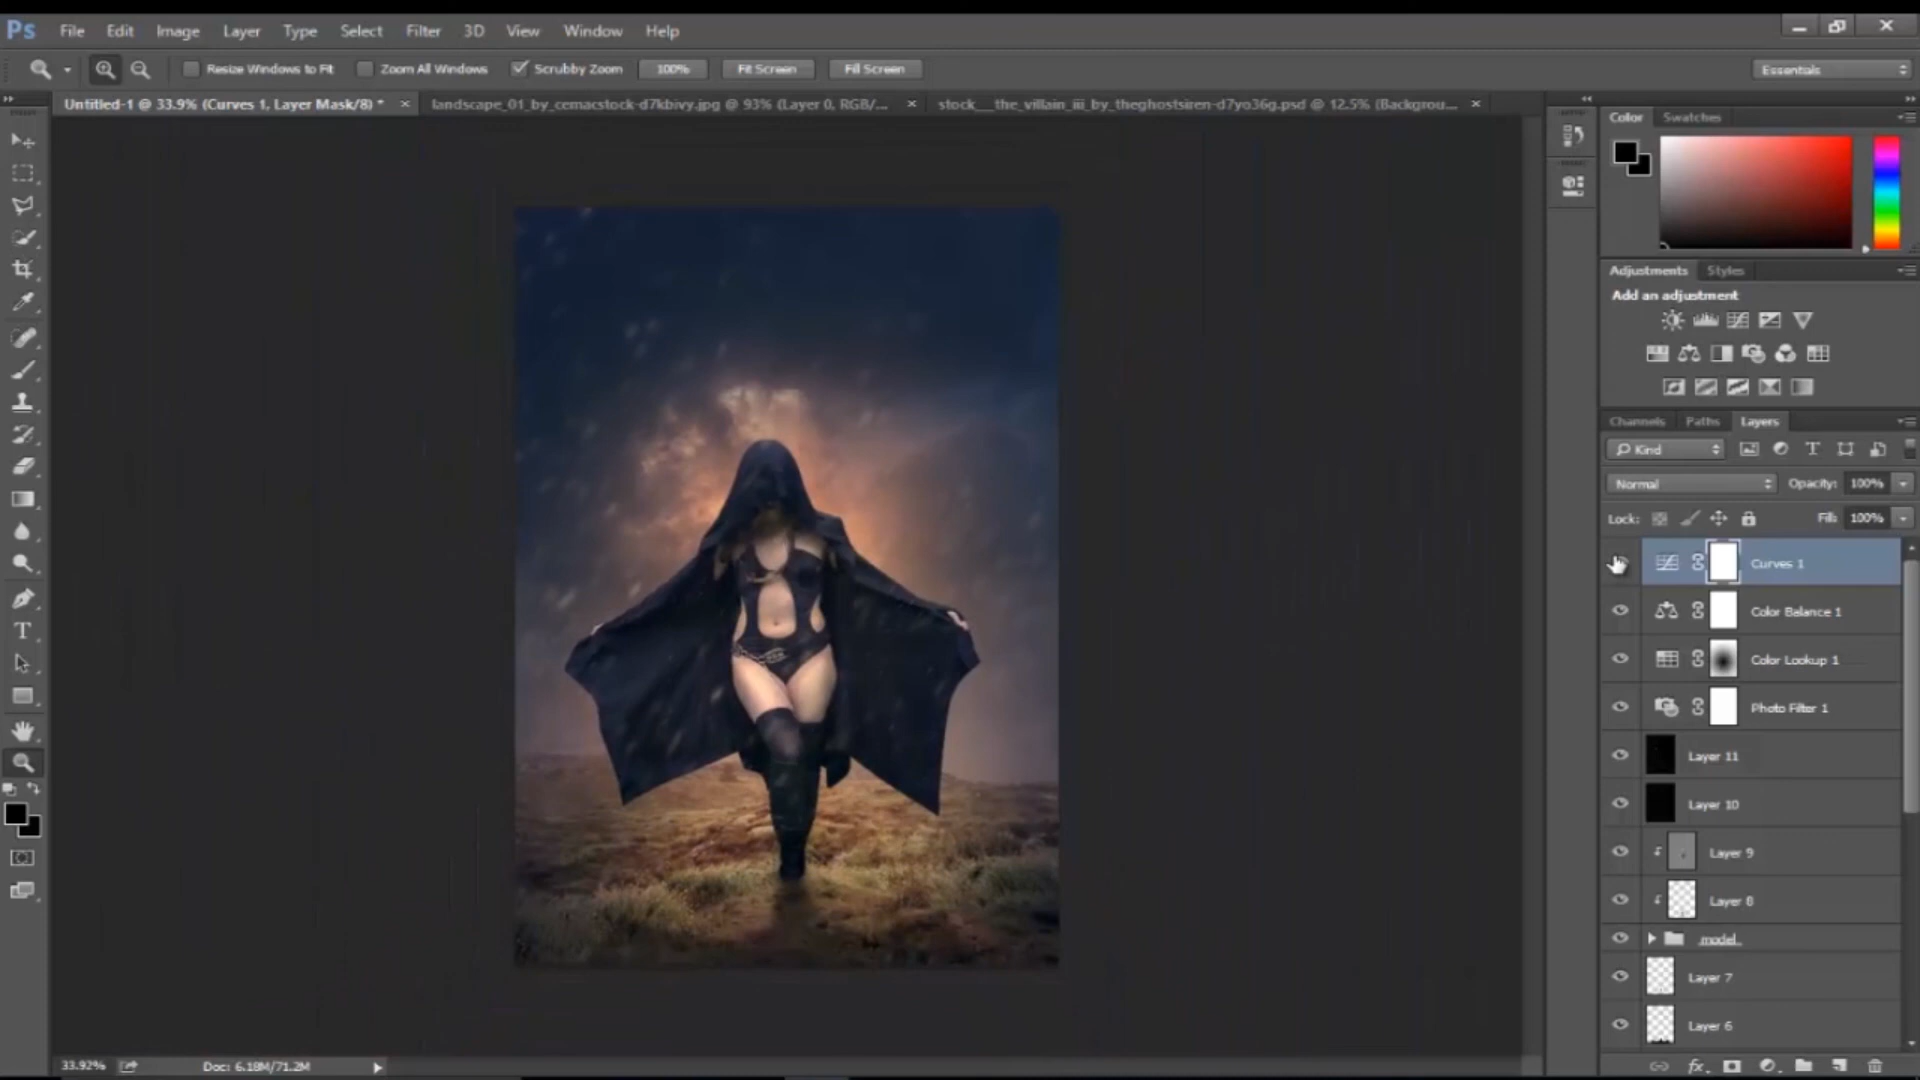 Ps File Edit Image Layer Type Select Filter 3D View Window Help
Resize Windows to Fit Zoom All Windows Scrubby Zoom 100% Fit Screen Fill Screen Essentials
Untitled-1 @ 33.9% (Curves 1, Layer Mask/8) * × landscape_01_by_cemacstock-d7kbivy.jpg @ 93% (Layer 0, RGB/... × stock___the_villain_iii_by_theghostsiren-d7yo36g.psd @ 12.5% (Backgrou... ×
Color Swatches
Adjustments Styles
Add an adjustment
Channels Paths Layers
Kind
Normal Opacity: 100%
Lock: Fill: 100%
Curves 1
Color Balance 1
Color Lookup 1
Photo Filter 1
Layer 11
Layer 10
Layer 9
Layer 8
model
Layer 7
Layer 6
33.92% Doc: 6.18M/71.2M